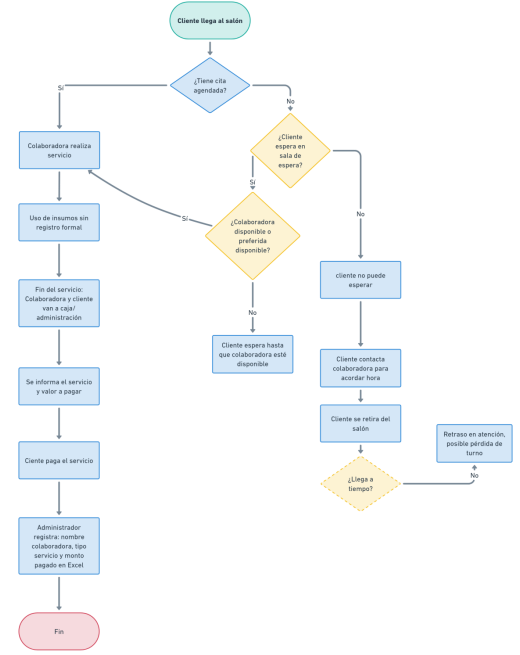 Cliente llega al salón
¿Tiene cita
agendada?
Sí
No
Colaboradora realiza
servicio
¿Cliente
espera en
sala de
espera?
Sí
No
Uso de insumos sin
registro formal
Sí
¿Colaboradora
disponible o
preferida
disponible?
No
cliente no puede
esperar
Fin del servicio:
Colaboradora y cliente
van a caja/
administración
Cliente espera hasta
que colaboradora esté
disponible
Cliente contacta
colaboradora para
acordar hora
Se informa el servicio
y valor a pagar
Cliente se retira del
salón
Retraso en atención,
posible pérdida de
turno
Ciente paga el servicio
¿Llega a
tiempo?
No
Administrador
registra: nombre
colaboradora, tipo
servicio y monto
pagado en Excel
Fin